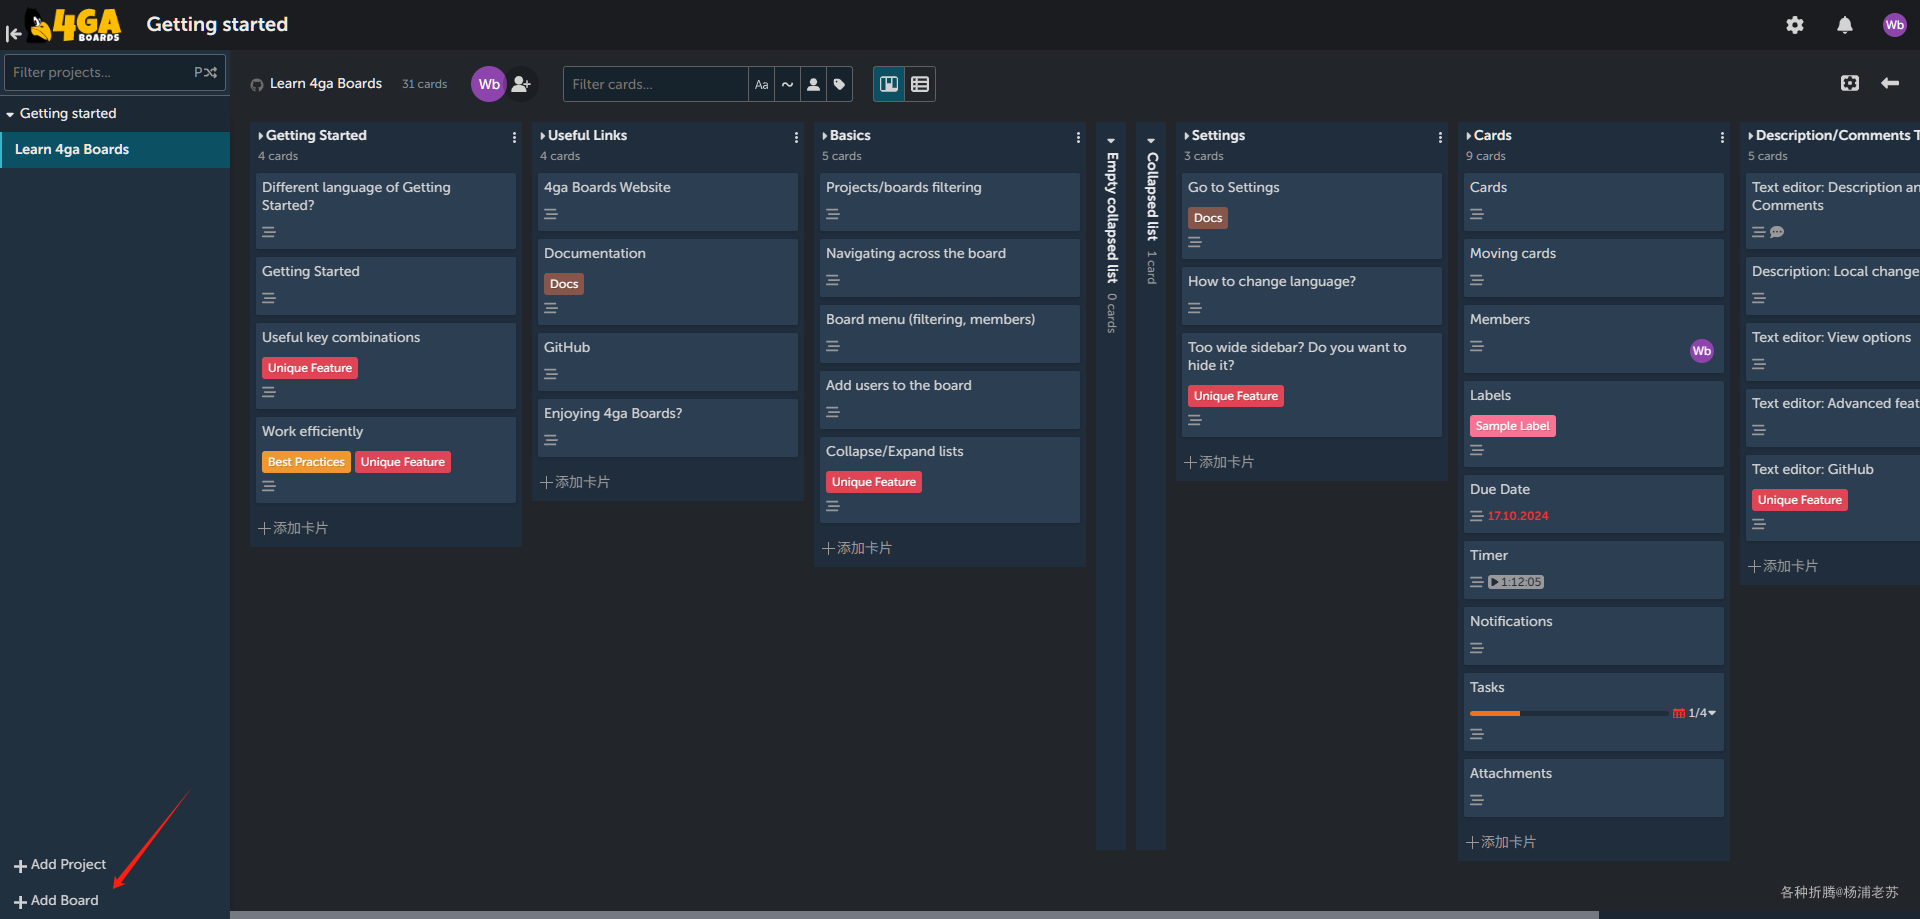 4GA BOARDS
Getting started
Wb
Filter projects...
P
Getting started
Learn 4ga Boards
Add Project
Add Board
Learn 4ga Boards
31 cards
Wb
Filter cards...
Aa
Getting Started
4 cards
Different language of Getting
Started?
Getting Started
Useful key combinations
Unique Feature
Work efficiently
Best Practices
Unique Feature
添加卡片
Useful Links
4 cards
4ga Boards Website
Documentation
Docs
GitHub
Enjoying 4ga Boards?
添加卡片
Basics
5 cards
Projects/boards filtering
Navigating across the board
Board menu (filtering, members)
Add users to the board
Collapse/Expand lists
Unique Feature
添加卡片
Empty collapsed list 0 cards
Collapsed list 1 card
Settings
3 cards
Go to Settings
Docs
How to change language?
Too wide sidebar? Do you want to
hide it?
Unique Feature
添加卡片
Cards
9 cards
Cards
Moving cards
Members
Wb
Labels
Sample Label
Due Date
17.10.2024
Timer
1:12:05
Notifications
Tasks
1/4
Attachments
添加卡片
Description/Comments T
5 cards
Text editor: Description an
Comments
Description: Local change
Text editor: View options
Text editor: Advanced feat
Text editor: GitHub
Unique Feature
添加卡片
各种折腾@杨浦老苏